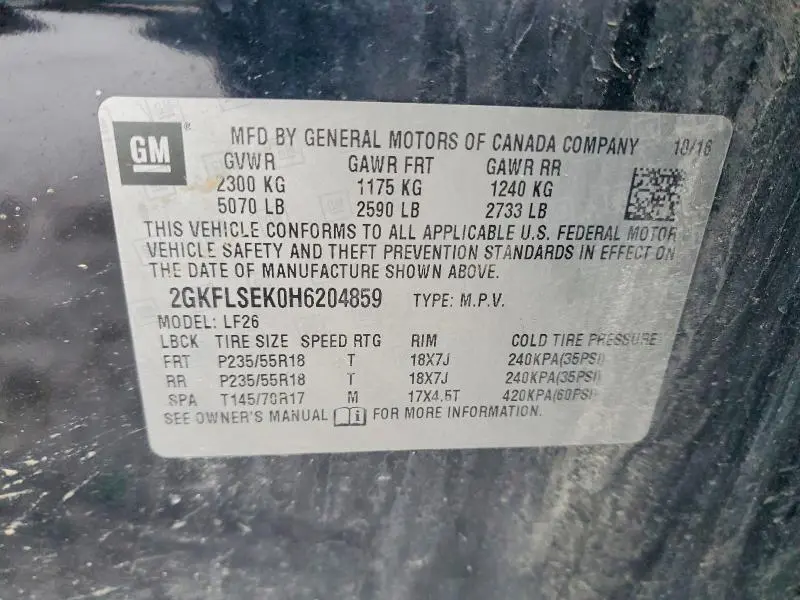 GM ® MFD BY GENERAL MOTORS OF CANADA COMPANY 10/16
GVWR GAWR FRT GAWR RR
2300 KG 1175 KG 1240 KG
5070 LB 2590 LB 2733 LB
THIS VEHICLE CONFORMS TO ALL APPLICABLE U.S. FEDERAL MOTOR
VEHICLE SAFETY AND THEFT PREVENTION STANDARDS IN EFFECT ON
THE DATE OF MANUFACTURE SHOWN ABOVE.
2GKFLSEK0H6204859 TYPE: M.P.V.
MODEL: LF26
LBCK TIRE SIZE SPEED RTG RIM COLD TIRE PRESSURE
FRT P235/55R18 T 18X7J 240KPA(35PSI)
RR P235/55R18 T 18X7J 240KPA(35PSI)
SPA T145/70R17 M 17X4.5T 420KPA(60PSI)
SEE OWNER'S MANUAL FOR MORE INFORMATION.